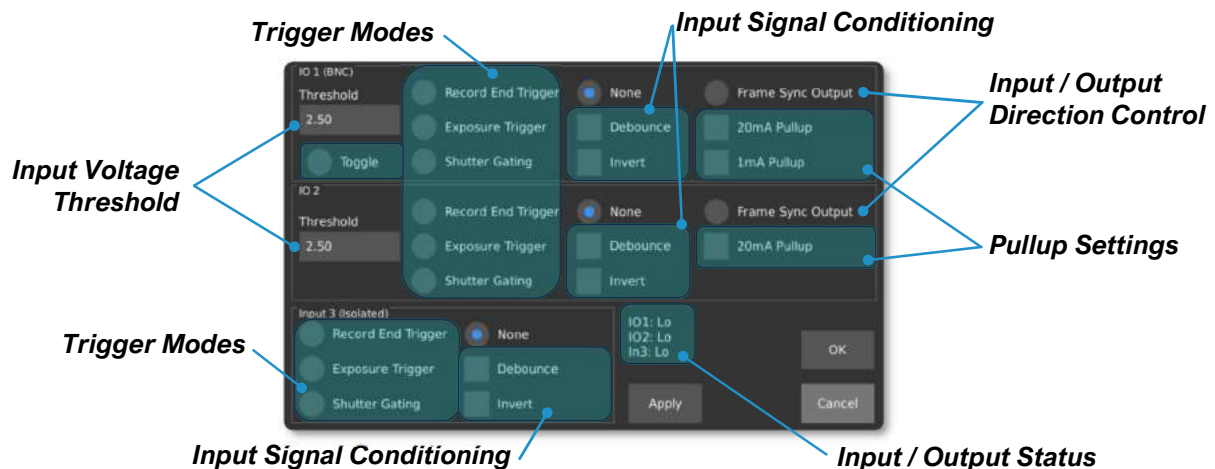 Trigger Modes
Input Signal Conditioning
Input / Output
Direction Control
Input Voltage
Threshold
Pullup Settings
IO 1 (BNC)
Threshold
2.50
Toggle
Record End Trigger
Exposure Trigger
Shutter Gating
None
Debounce
Invert
Frame Sync Output
20mA Pullup
1mA Pullup
IO 2
Threshold
2.50
Record End Trigger
Exposure Trigger
Shutter Gating
None
Debounce
Invert
Frame Sync Output
20mA Pullup
Input 3 (Isolated)
Record End Trigger
Exposure Trigger
Shutter Gating
None
Debounce
Invert
IO1: Lo
IO2: Lo
In3: Lo
Apply
OK
Cancel
Trigger Modes
Input Signal Conditioning
Input / Output Status